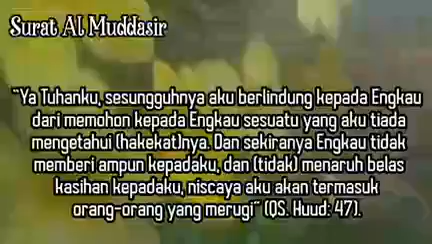 Surat Al Muddasir
"Ya Tuhanku, sesungguhnya aku berlindung kepada Engkau
dari memohon kepada Engkau sesuatu yang aku tiada
mengetahui (hakekat)nya. Dan sekiranya Engkau tidak
memberi ampun kepadaku, dan (tidak) menaruh belas
kasihan kepadaku, niscaya aku akan termasuk
orang-orang yang merugi" (QS. Huud: 47).